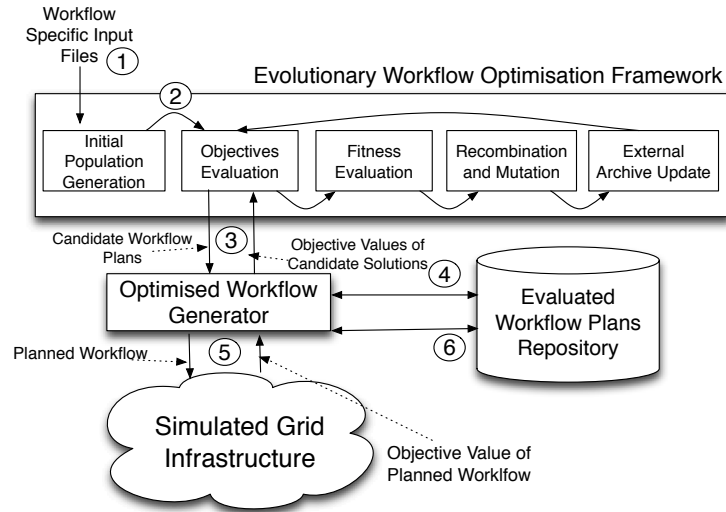 Workflow
Specific Input
Files
1
Evolutionary Workflow Optimisation Framework
2
Initial
Population
Generation
Objectives
Evaluation
Fitness
Evaluation
Recombination
and Mutation
External
Archive Update
Candidate Workflow
Plans
3
Objective Values of
Candidate Solutions
4
Optimised Workflow
Generator
Evaluated
Workflow Plans
Repository
6
Planned Workflow
5
Simulated Grid
Infrastructure
Objective Value of
Planned Worklfow